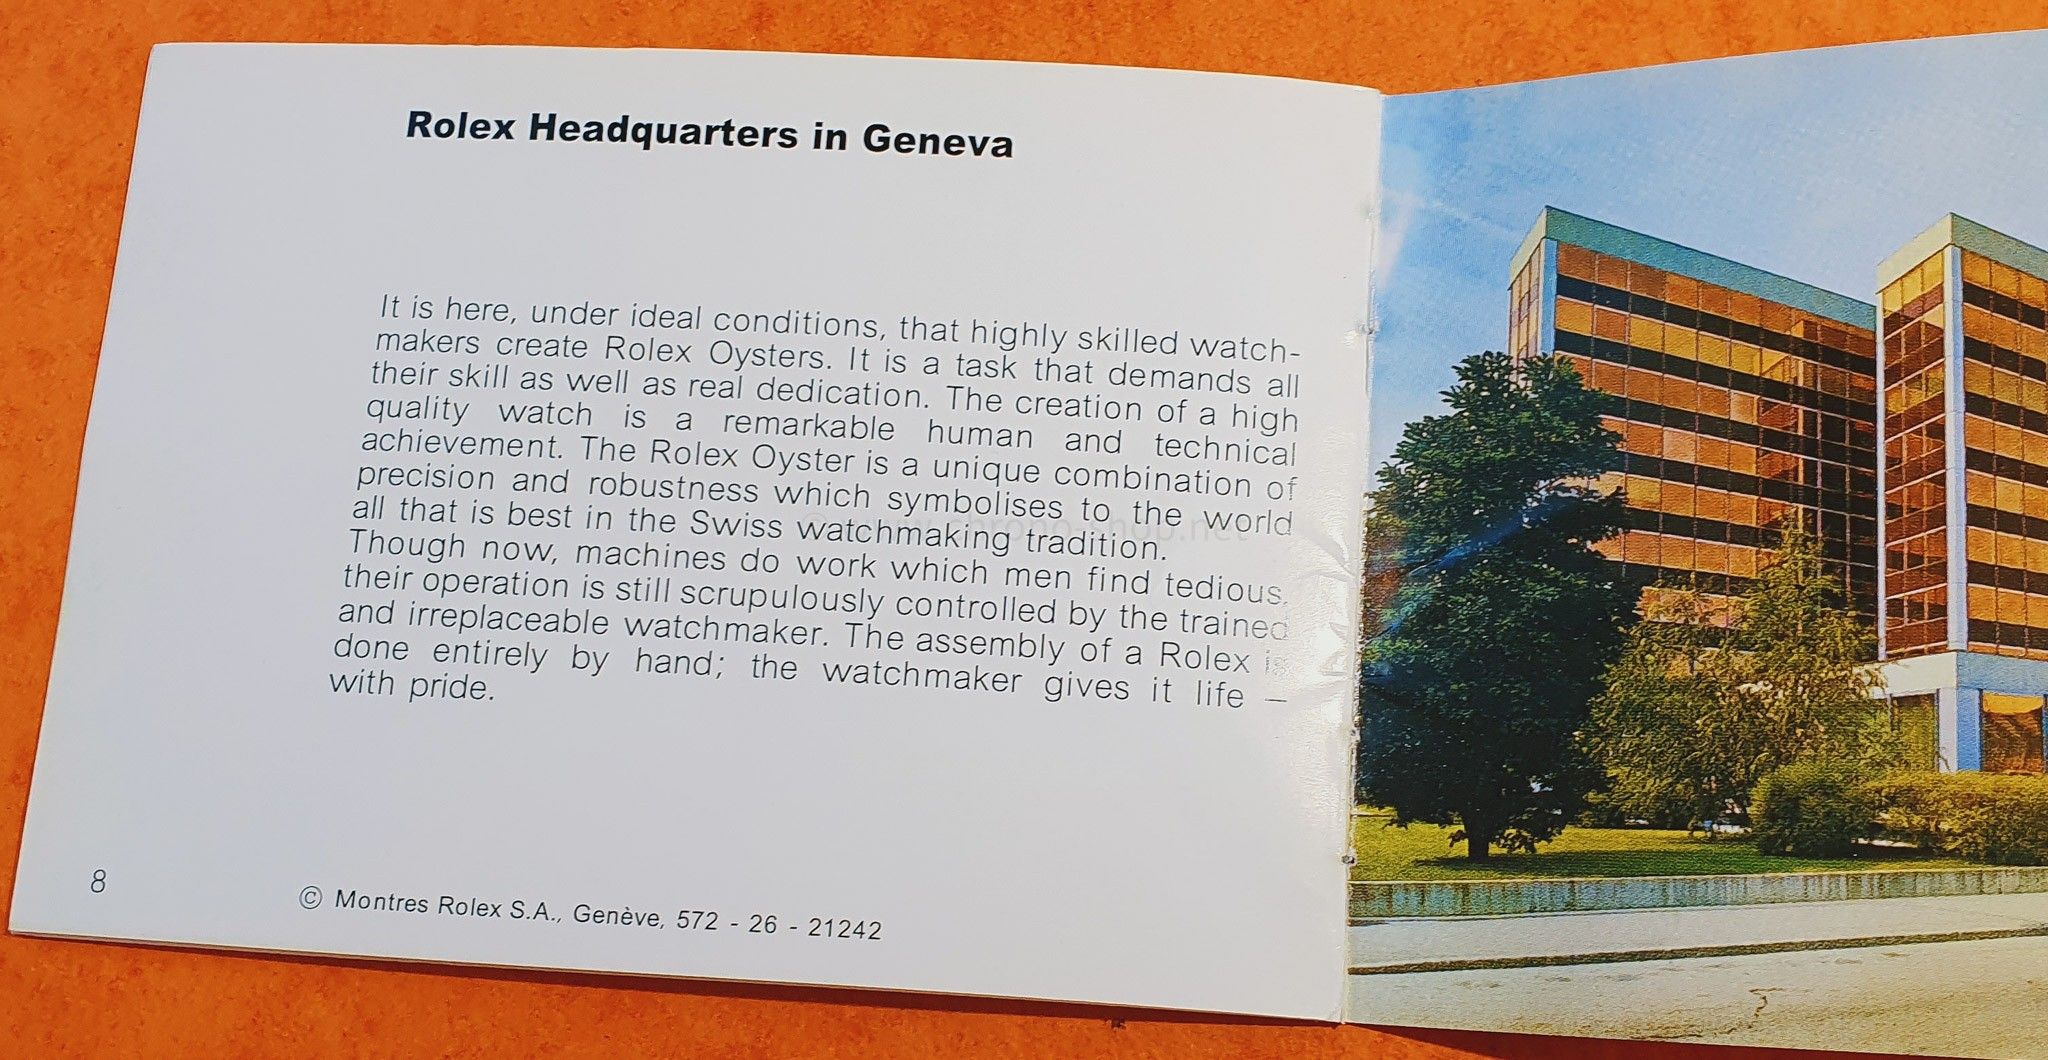 Rolex Headquarters in Geneva
It is here, under ideal conditions, that highly skilled watch-
makers create Rolex Oysters. It is a task that demands all
their skill as well as real dedication. The creation of a high
quality watch is a remarkable human and technical
achievement. The Rolex Oyster is a unique combination of
precision and robustness which symbolises to the world
all that is best in the Swiss watchmaking tradition.
Though now, machines do work which men find tedious,
their operation is still scrupulously controlled by the trained
and irreplaceable watchmaker. The assembly of a Rolex is
done entirely by hand; the watchmaker gives it life –
with pride.
© www.chrono-shop.net
8
© Montres Rolex S.A., Genève, 572 - 26 - 21242